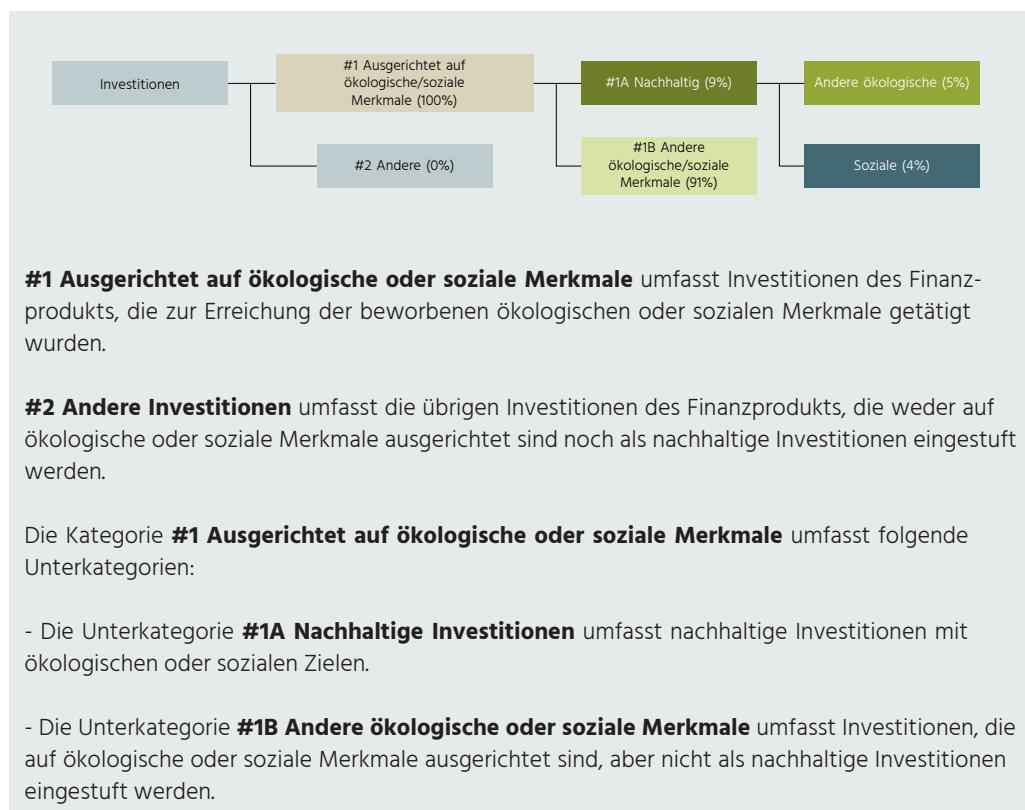 Investitionen
#1 Ausgerichtet auf
ökologische/soziale
Merkmale (100%)
#1A Nachhaltig (9%)
Andere ökologische (5%)
#2 Andere (0%)
#1B Andere
ökologische/soziale
Merkmale (91%)
Soziale (4%)
#1 Ausgerichtet auf ökologische oder soziale Merkmale umfasst Investitionen des Finanz-
produkts, die zur Erreichung der beworbenen ökologischen oder sozialen Merkmale getätigt
wurden.
#2 Andere Investitionen umfasst die übrigen Investitionen des Finanzprodukts, die weder auf
ökologische oder soziale Merkmale ausgerichtet sind noch als nachhaltige Investitionen eingestuft
werden.
Die Kategorie #1 Ausgerichtet auf ökologische oder soziale Merkmale umfasst folgende
Unterkategorien:
- Die Unterkategorie #1A Nachhaltige Investitionen umfasst nachhaltige Investitionen mit
ökologischen oder sozialen Zielen.
- Die Unterkategorie #1B Andere ökologische oder soziale Merkmale umfasst Investitionen, die
auf ökologische oder soziale Merkmale ausgerichtet sind, aber nicht als nachhaltige Investitionen
eingestuft werden.